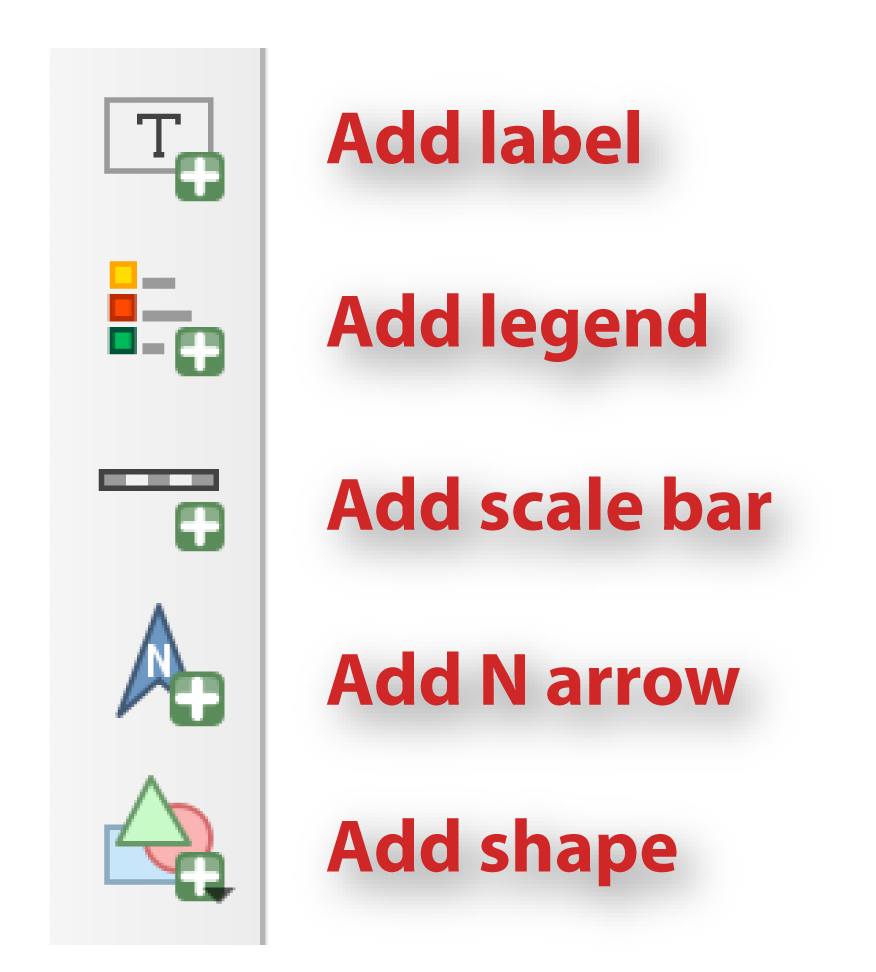 T
Add label
Add legend
Add scale bar
N
Add N arrow
Add shape